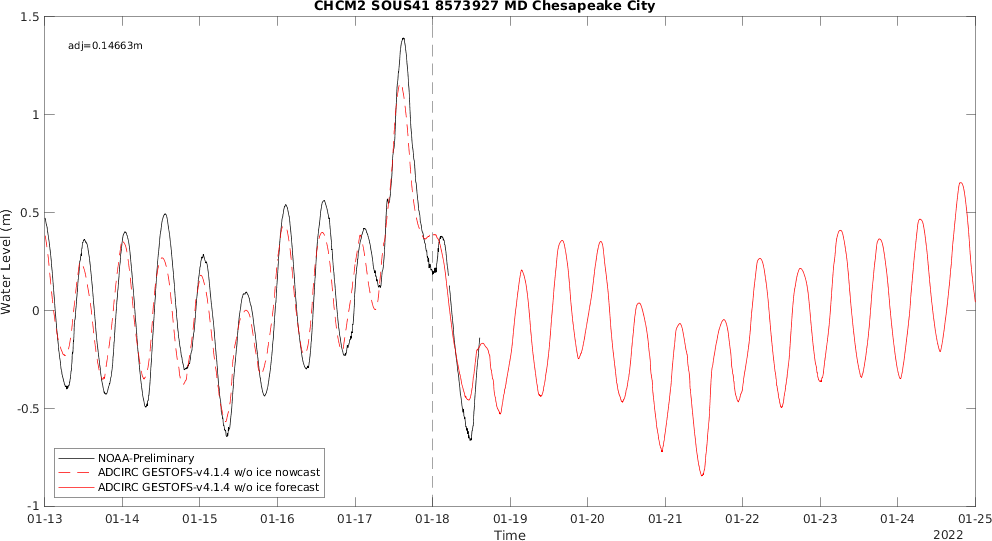 CHCM2 SOUS41 8573927 MD Chesapeake City
1.5
adj=0.14663m
1
0.5
0
-0.5
-1
Water Level (m)
NOAA-Preliminary
ADCIRC GESTOFS-v4.1.4 w/o ice nowcast
ADCIRC GESTOFS-v4.1.4 w/o ice forecast
01-13 01-14 01-15 01-16 01-17 01-18 01-19 01-20 01-21 01-22 01-23 01-24 01-25
Time
2022